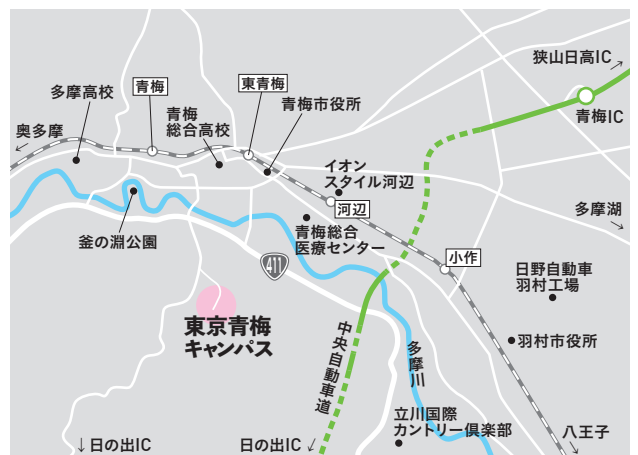 狭山日高IC
青梅IC
多摩高校
青梅
東青梅
青梅
総合高校
青梅市役所
奥多摩
イオン
スタイル河辺
河辺
多摩湖
釜の淵公園
青梅総合
医療センター
小作
411
日野自動車
羽村工場
東京青梅
キャンパス
中央自動車道
多摩川
羽村市役所
立川国際
カントリー倶楽部
八王子
日の出IC
日の出IC